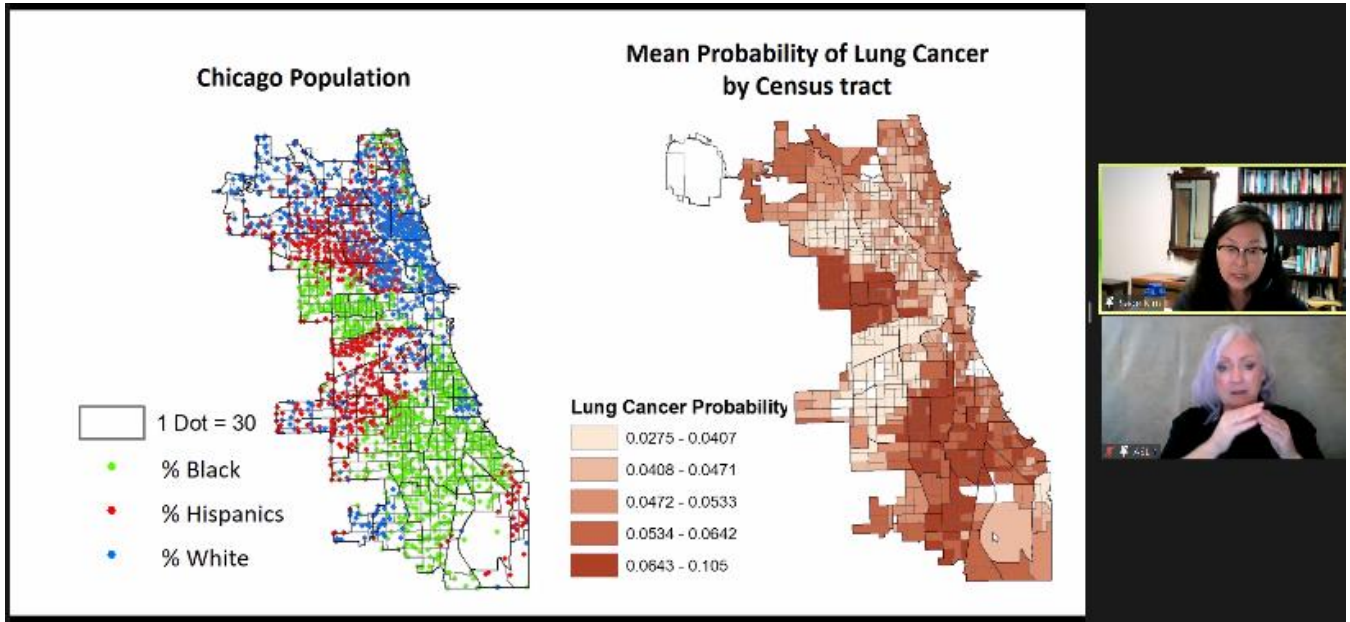 Chicago Population
Mean Probability of Lung Cancer
by Census tract
1 Dot = 30
% Black
% Hispanics
% White
Lung Cancer Probability
0.0275 - 0.0407
0.0408 - 0.0471
0.0472 - 0.0533
0.0534 - 0.0642
0.0643 - 0.105
Sage Kim